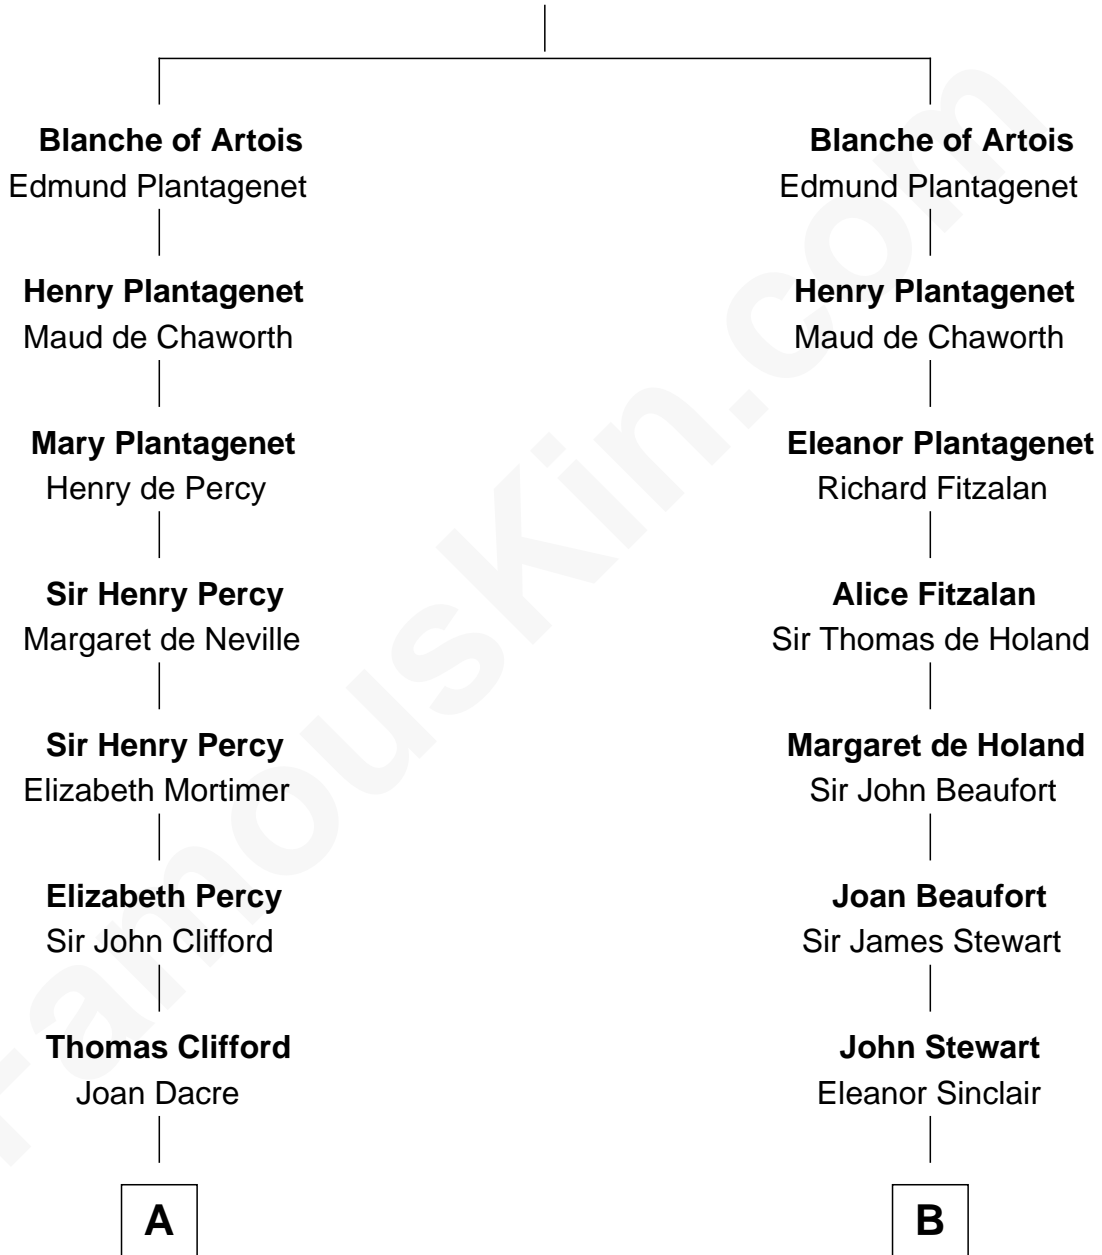 Blanche of Artois
Edmund Plantagenet
Henry Plantagenet
Maud de Chaworth
Mary Plantagenet
Henry de Percy
Sir Henry Percy
Margaret de Neville
Sir Henry Percy
Elizabeth Mortimer
Elizabeth Percy
Sir John Clifford
Thomas Clifford
Joan Dacre
A
Blanche of Artois
Edmund Plantagenet
Henry Plantagenet
Maud de Chaworth
Eleanor Plantagenet
Richard Fitzalan
Alice Fitzalan
Sir Thomas de Holand
Margaret de Holand
Sir John Beaufort
Joan Beaufort
Sir James Stewart
John Stewart
Eleanor Sinclair
B
FamousKin.com